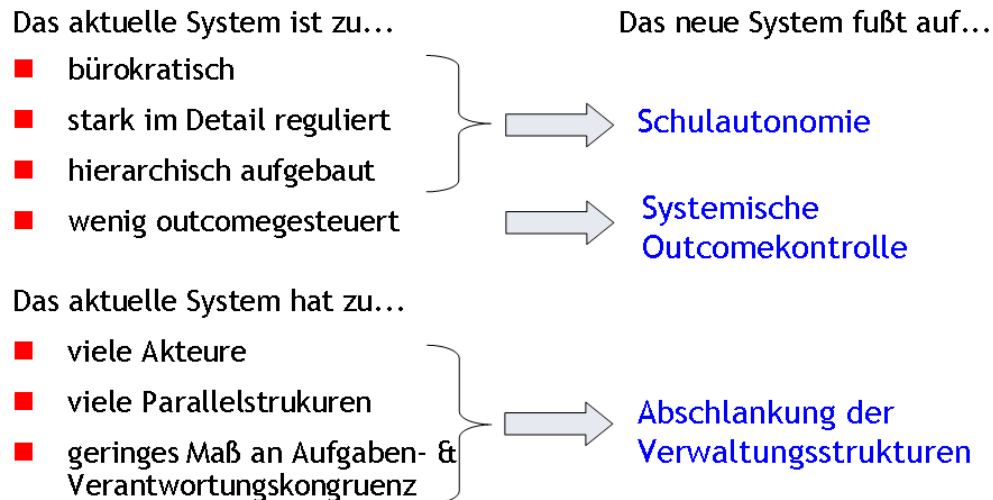 Das aktuelle System ist zu...
Das neue System fußt auf...
bürokratisch
stark im Detail reguliert
hierarchisch aufgebaut
Schulautonomie
wenig outcomegesteuert
Systemische
Outcomekontrolle
Das aktuelle System hat zu...
viele Akteure
viele Parallelstrukuren
geringes Maß an Aufgaben- &
Verantwortungskongruenz
Abschlankung der
Verwaltungsstrukturen